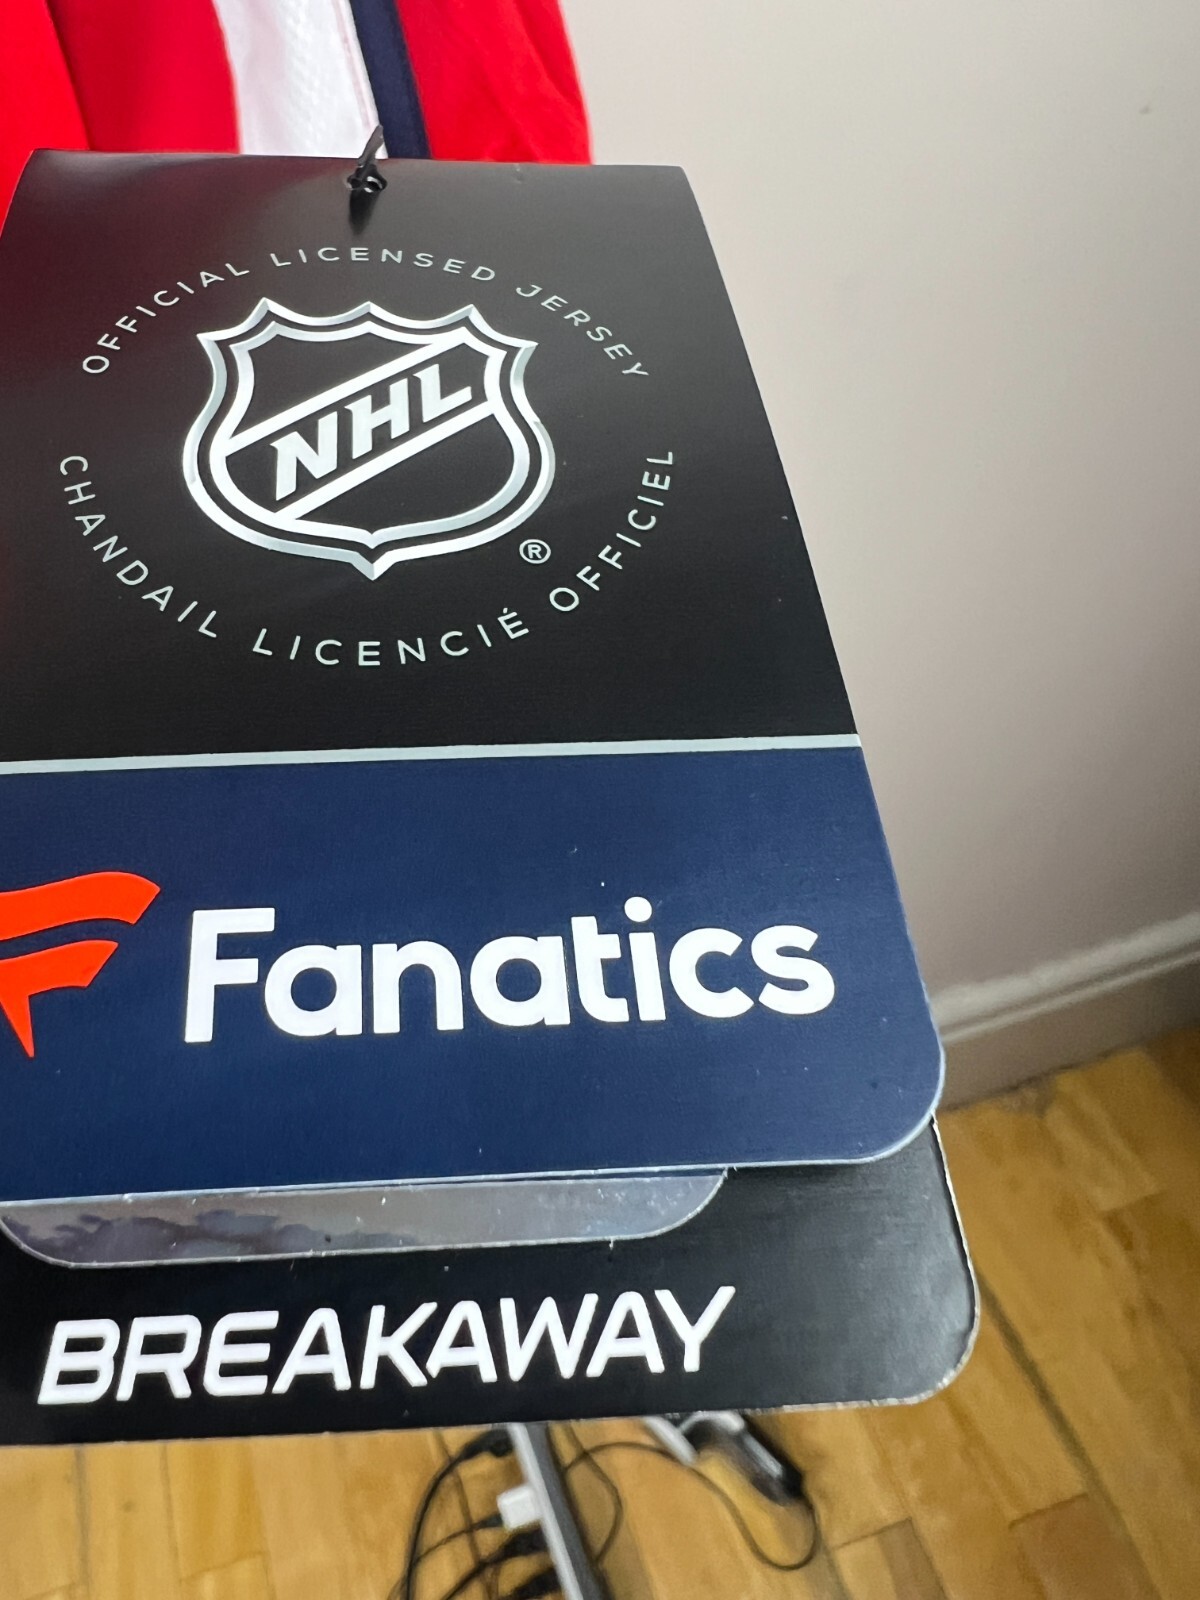 OFFICIAL LICENSED JERSEY
NHL
®
CHANDAIL LICENCIÉ OFFICIEL
Fanatics
BREAKAWAY